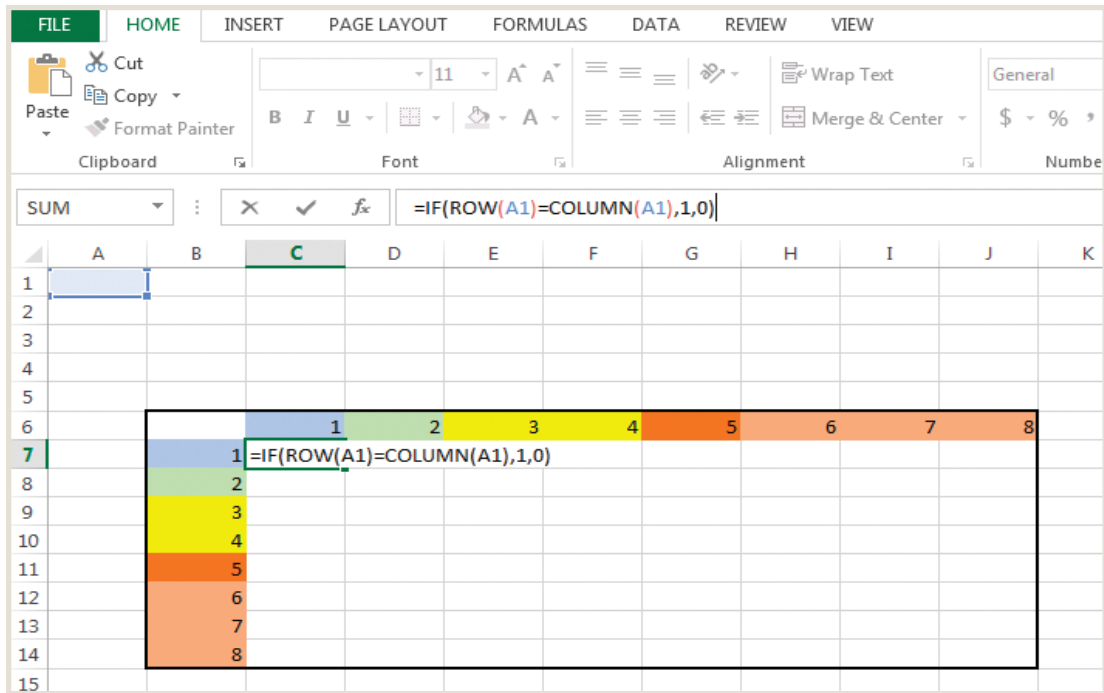 FILE HOME INSERT PAGE LAYOUT FORMULAS DATA REVIEW VIEW
Cut
Copy
Paste
Format Painter
11 A A
B I U A
Wrap Text
Merge & Center
General
$ % ,
Clipboard Font Alignment Numbe
SUM fx =IF(ROW(A1)=COLUMN(A1),1,0)
A B C D E F G H I J K
1
2
3
4
5
6 1 2 3 4 5 6 7 8
7 1 =IF(ROW(A1)=COLUMN(A1),1,0)
8 2
9 3
10 4
11 5
12 6
13 7
14 8
15